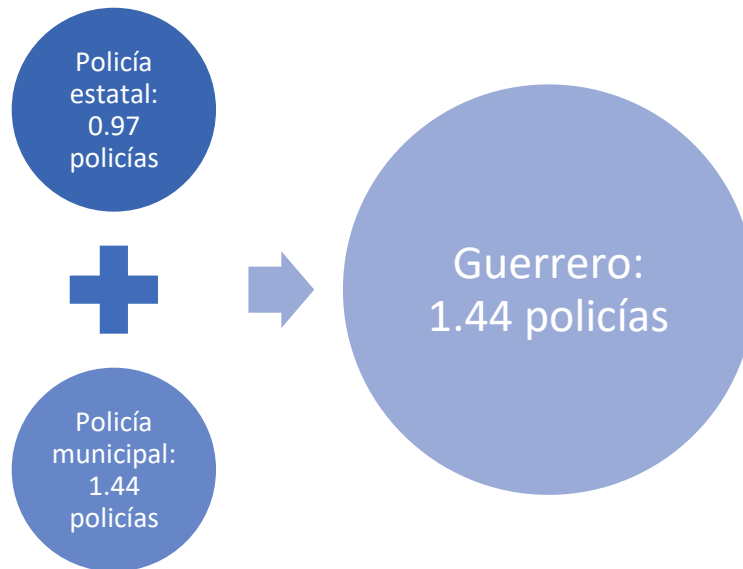 Policía
estatal:
0.97
policías
Policía
municipal:
1.44
policías
Guerrero:
1.44 policías